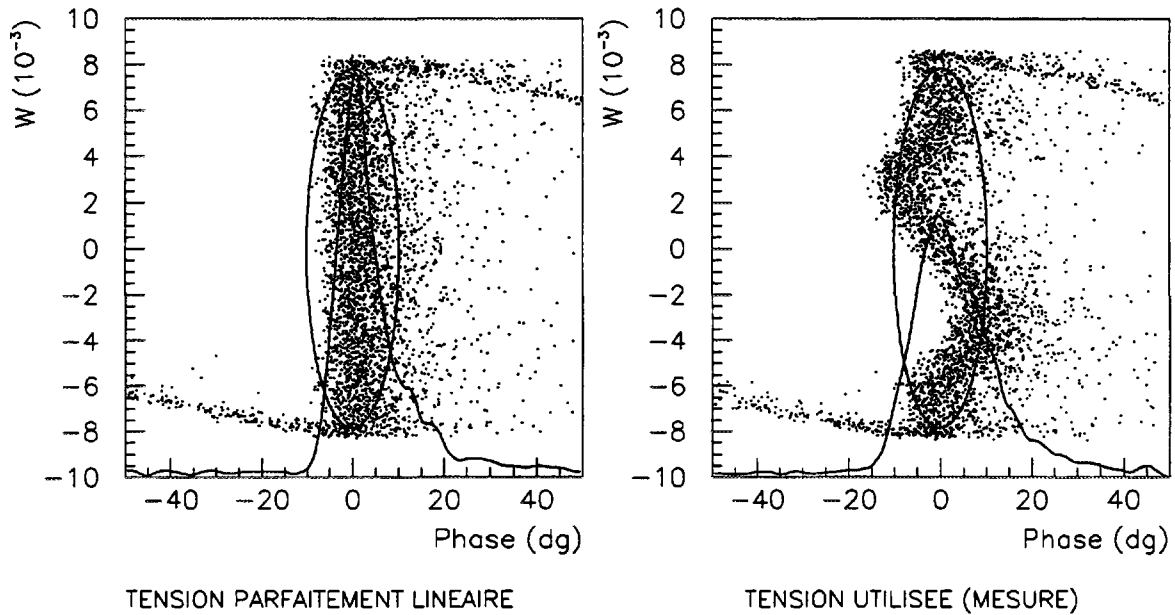 10
8
6
4
2
0
−2
−4
−6
−8
−10
W (10⁻³)
−40 −20 0 20 40
Phase (dg)
TENSION PARFAITEMENT LINEAIRE
10
8
6
4
2
0
−2
−4
−6
−8
−10
W (10⁻³)
−40 −20 0 20 40
Phase (dg)
TENSION UTILISEE (MESURE)